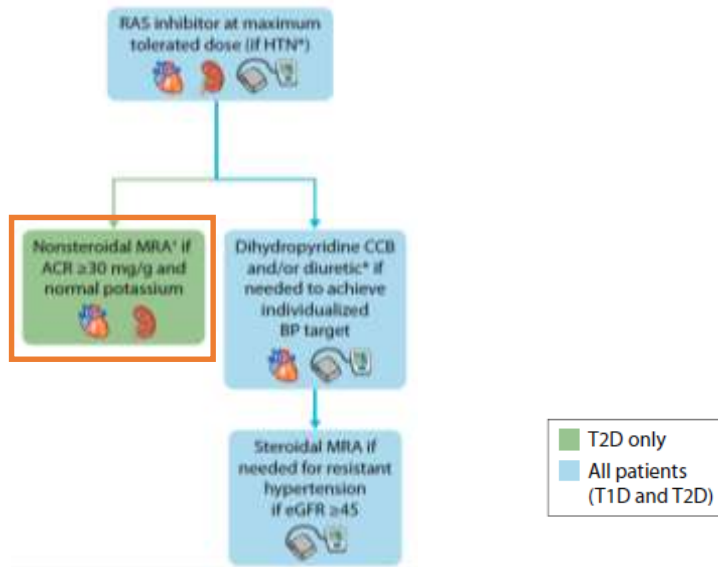 RAS inhibitor at maximum
tolerated dose (if HTN*)
Nonsteroidal MRA† if
ACR ≥30 mg/g and
normal potassium
Dihydropyridine CCB
and/or diuretic* if
needed to achieve
individualized
BP target
Steroidal MRA if
needed for resistant
hypertension
if eGFR ≥45
T2D only
All patients
(T1D and T2D)